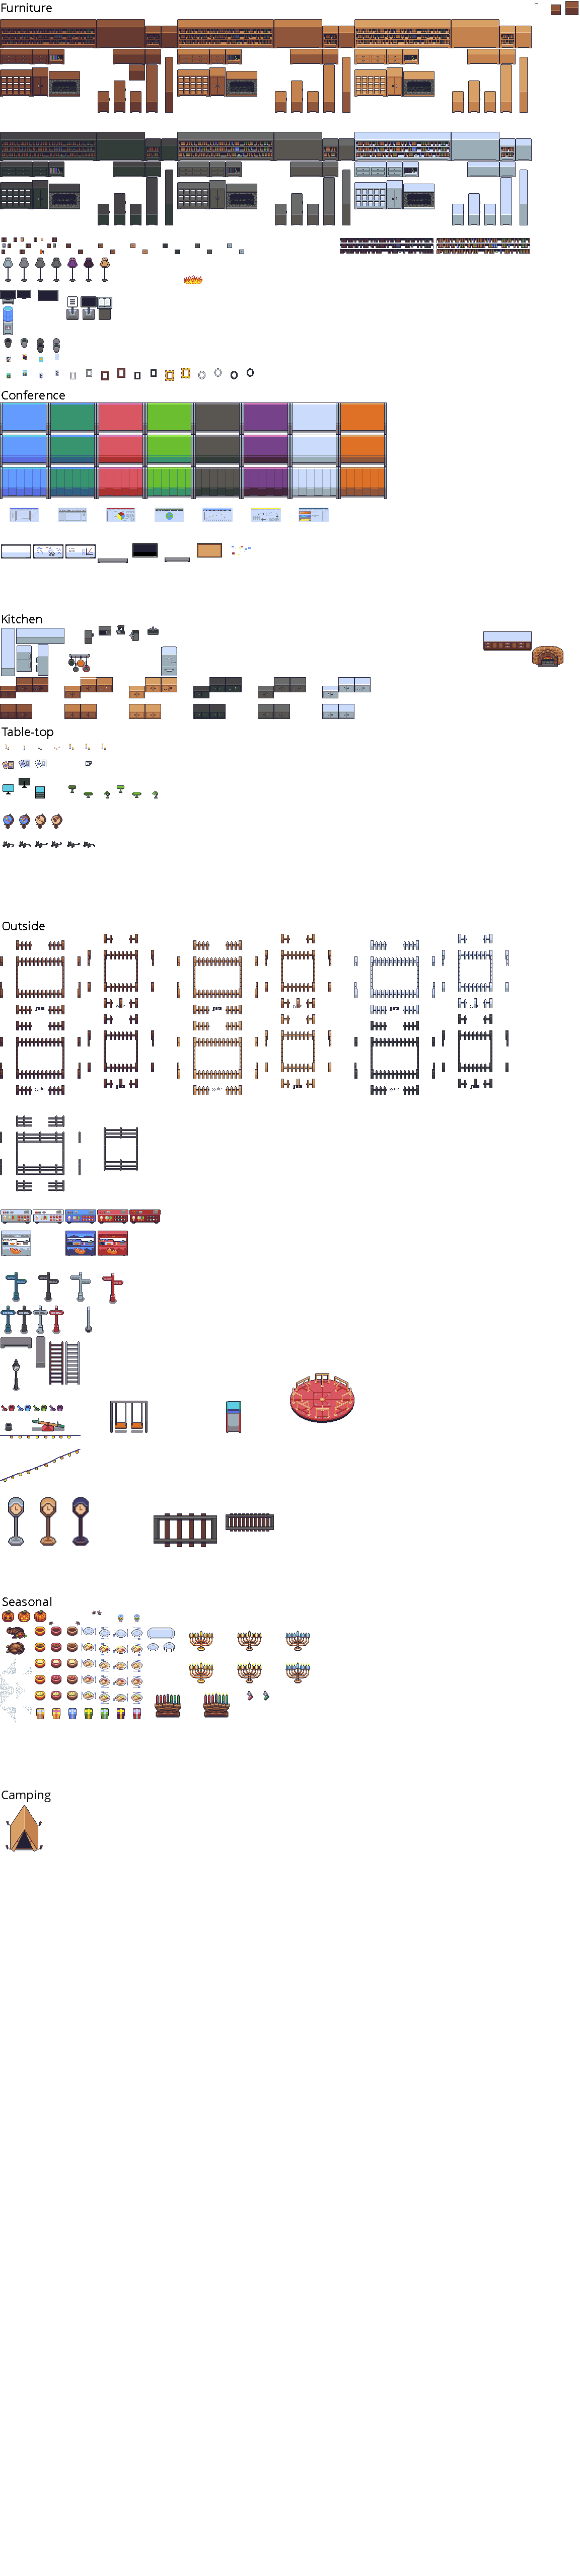 Furniture
Conference
Kitchen
Table-top
Outside
Seasonal
Camping